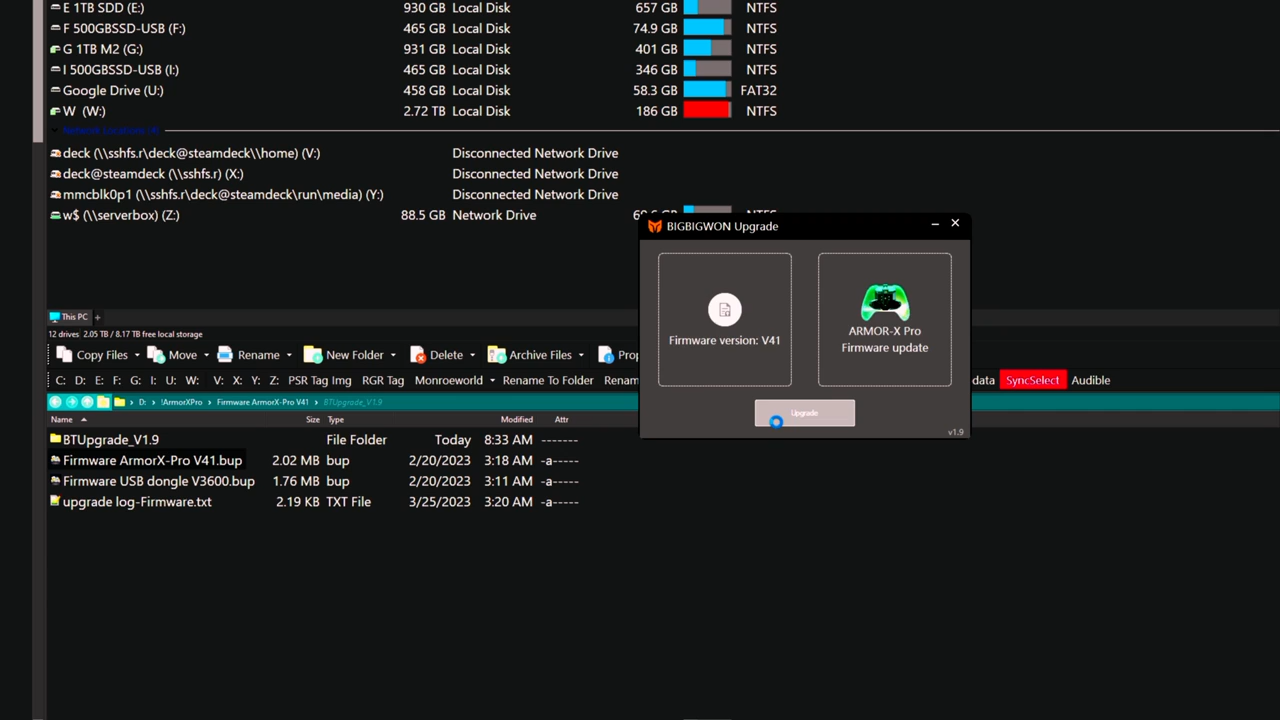 E 1TB SDD (E:) 930 GB Local Disk 657 GB NTFS
F 500GBSSD-USB (F:) 465 GB Local Disk 74.9 GB NTFS
G 1TB M2 (G:) 931 GB Local Disk 401 GB NTFS
I 500GBSSD-USB (I:) 465 GB Local Disk 346 GB NTFS
Google Drive (U:) 458 GB Local Disk 58.3 GB FAT32
W (W:) 2.72 TB Local Disk 186 GB NTFS
deck (\\sshfs.r\deck@steamdeck\\home) (V:) Disconnected Network Drive
deck@steamdeck (\\sshfs.r) (X:) Disconnected Network Drive
mmcblk0p1 (\\sshfs.r\deck@steamdeck\run\media) (Y:) Disconnected Network Drive
w$ (\\serverbox) (Z:) 88.5 GB Network Drive
BIGBIGWON Upgrade
Firmware version: V41
ARMOR-X Pro
Firmware update
Upgrade
v1.9
This PC +
12 drives 2.05 TB / 8.17 TB free local storage
Copy Files Move Rename New Folder Delete Archive Files
C: D: E: F: G: I: U: W: V: X: Y: Z: PSR Tag Img RGR Tag Monroeworld Rename To Folder Renam data SyncSelect Audible
D: › !ArmorXPro › Firmware ArmorX-Pro V41 › BTUpgrade_V1.9
Name Size Type Modified Attr
BTUpgrade_V1.9 File Folder Today 8:33 AM -------
Firmware ArmorX-Pro V41.bup 2.02 MB bup 2/20/2023 3:18 AM -a-----
Firmware USB dongle V3600.bup 1.76 MB bup 2/20/2023 3:11 AM -a-----
upgrade log-Firmware.txt 2.19 KB TXT File 3/25/2023 3:20 AM -a-----